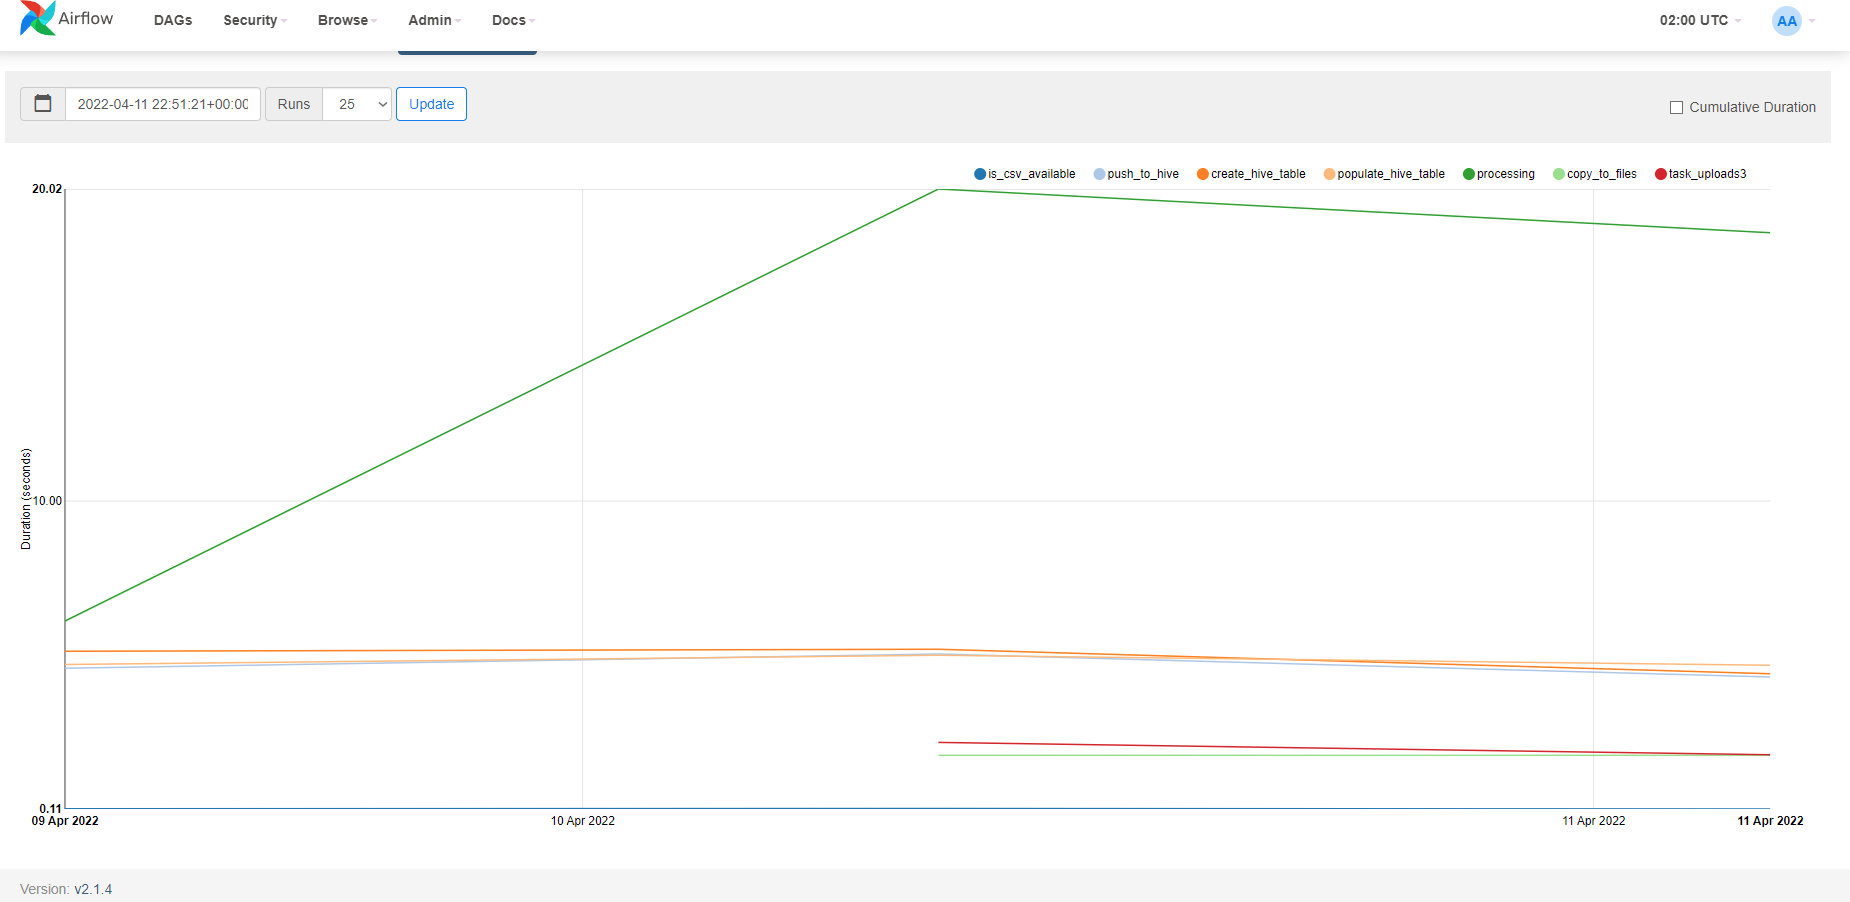 Airflow DAGs Security Browse Admin Docs 02:00 UTC AA
2022-04-11 22:51:21+00:00 Runs 25 Update Cumulative Duration
is_csv_available push_to_hive create_hive_table populate_hive_table processing copy_to_files task_uploads3
20.02
Duration (seconds)
10.00
0.11
09 Apr 2022 10 Apr 2022 11 Apr 2022 11 Apr 2022
Version: v2.1.4